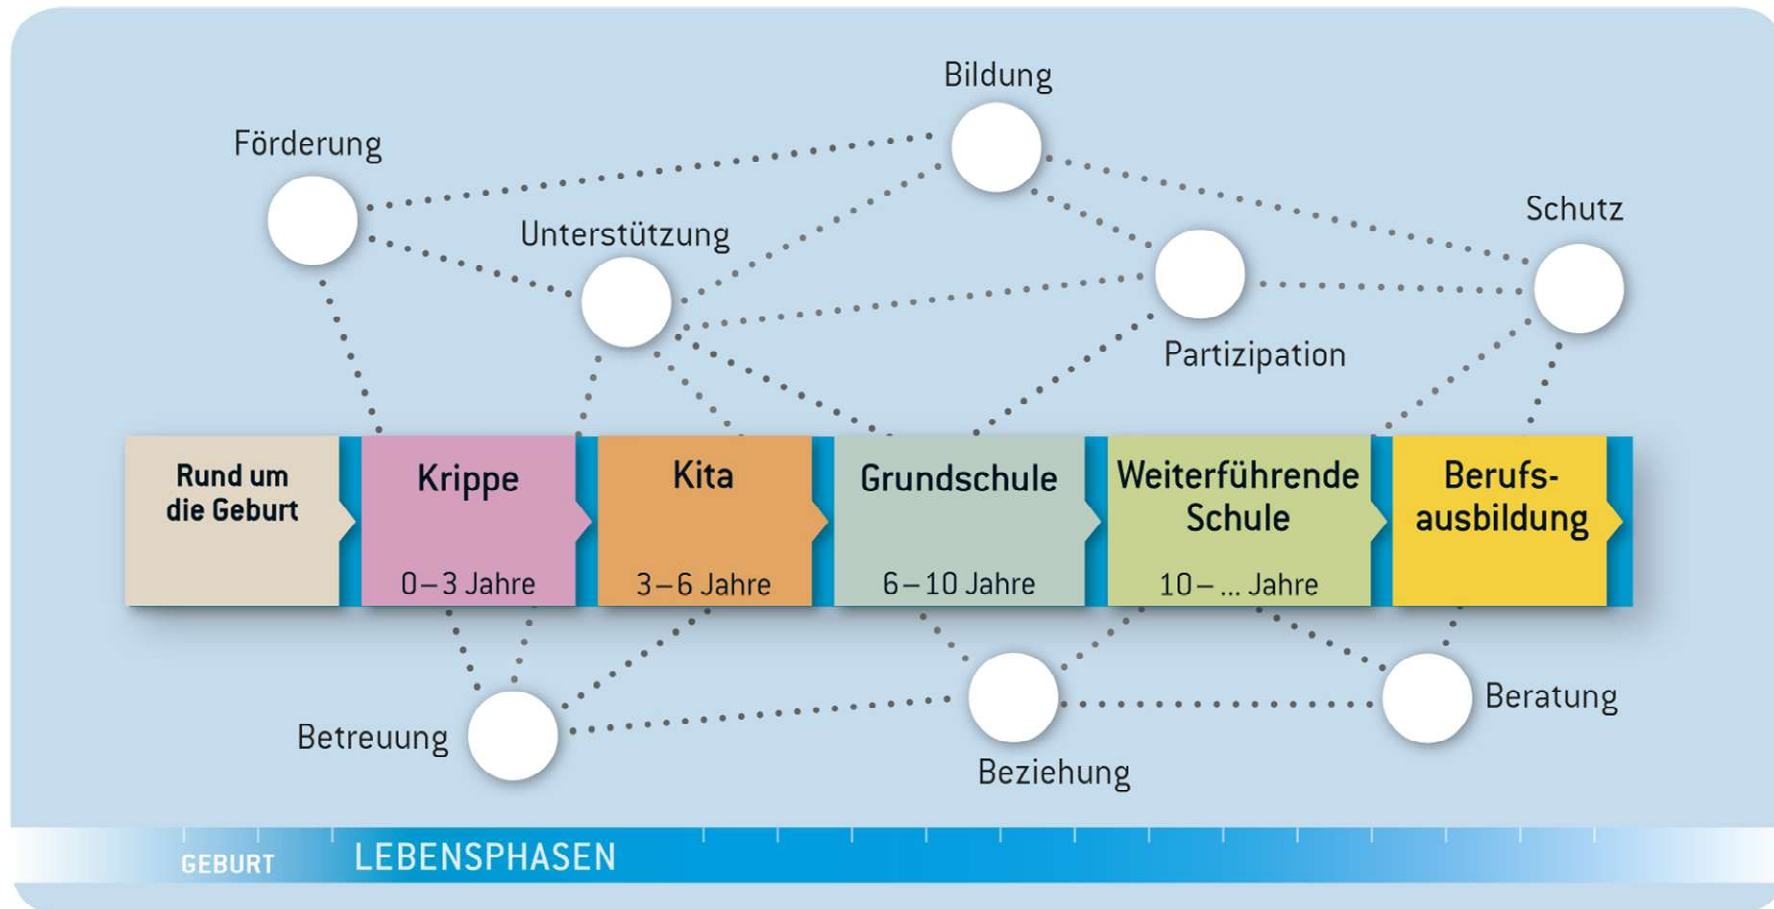 Bildung
Förderung
Schutz
Unterstützung
Partizipation
Rund um
die Geburt
Krippe
0–3 Jahre
Kita
3–6 Jahre
Grundschule
6–10 Jahre
Weiterführende
Schule
10–... Jahre
Berufs-
ausbildung
Betreuung
Beziehung
Beratung
GEBURT
LEBENSPHASEN